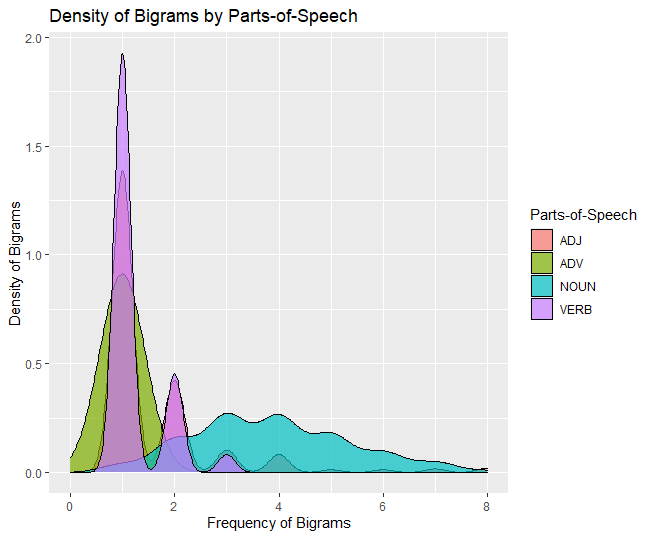 Density of Bigrams by Parts-of-Speech
2.0
1.5
1.0
0.5
0.0
Density of Bigrams
0
2
4
6
8
Frequency of Bigrams
Parts-of-Speech
ADJ
ADV
NOUN
VERB